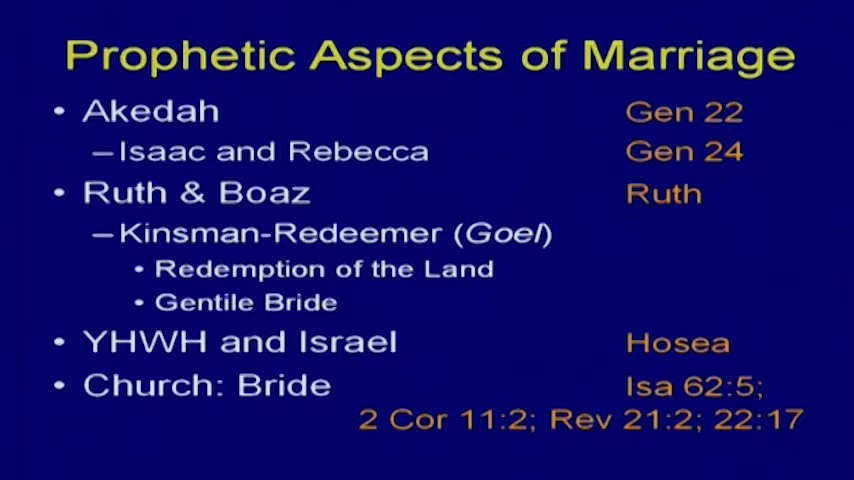 Prophetic Aspects of Marriage
• Akedah Gen 22
– Isaac and Rebecca Gen 24
• Ruth & Boaz Ruth
– Kinsman-Redeemer (Goel)
• Redemption of the Land
• Gentile Bride
• YHWH and Israel Hosea
• Church: Bride Isa 62:5;
2 Cor 11:2; Rev 21:2; 22:17